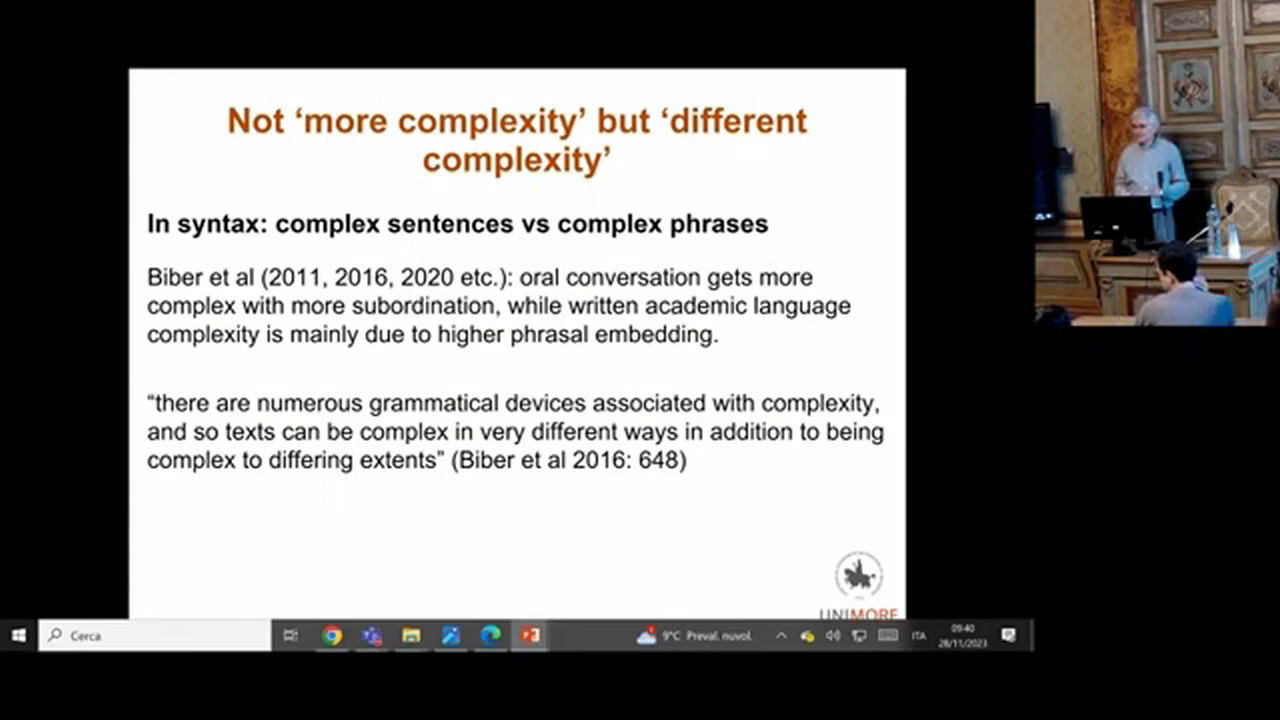 Not ‘more complexity’ but ‘different
complexity’
In syntax: complex sentences vs complex phrases
Biber et al (2011, 2016, 2020 etc.): oral conversation gets more
complex with more subordination, while written academic language
complexity is mainly due to higher phrasal embedding.
“there are numerous grammatical devices associated with complexity,
and so texts can be complex in very different ways in addition to being
complex to differing extents” (Biber et al 2016: 648)
UNIMORE
Cerca
9°C Preval. nuvol.
ITA
09:40
28/11/2023